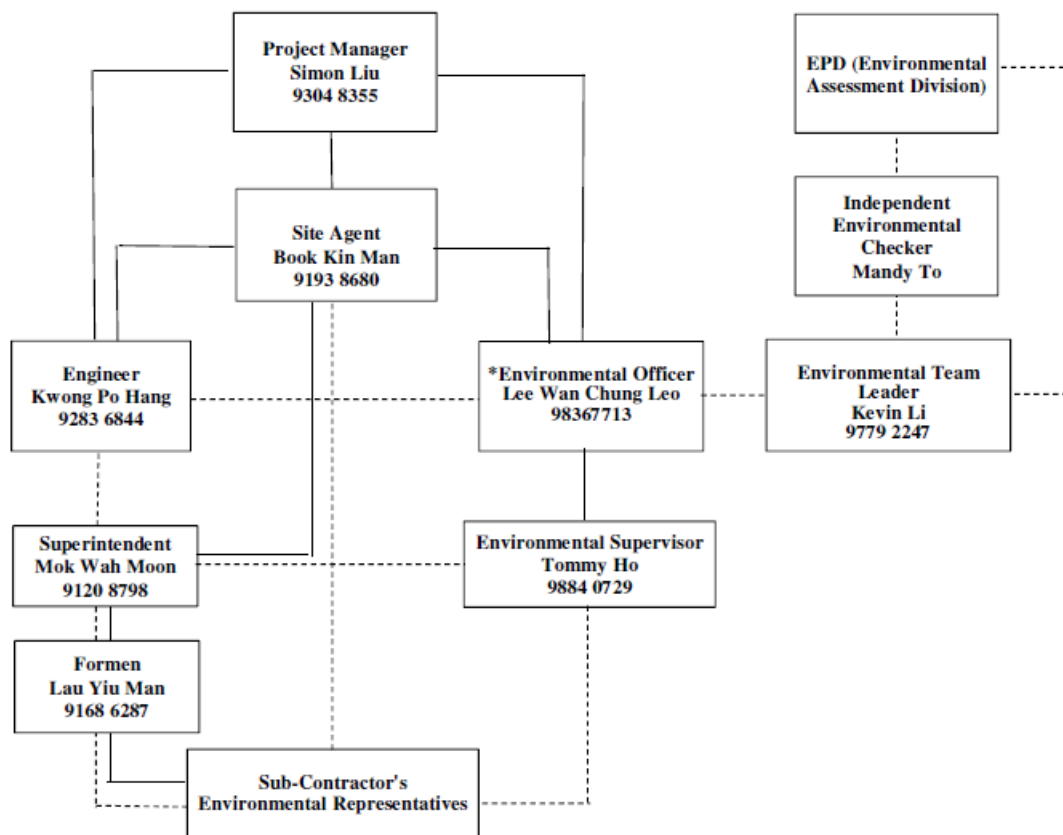 Project Manager
Simon Liu
9304 8355
EPD (Environmental
Assessment Division)
Site Agent
Book Kin Man
9193 8680
Independent
Environmental
Checker
Mandy To
Engineer
Kwong Po Hang
9283 6844
*Environmental Officer
Lee Wan Chung Leo
98367713
Environmental Team
Leader
Kevin Li
9779 2247
Superintendent
Mok Wah Moon
9120 8798
Environmental Supervisor
Tommy Ho
9884 0729
Formen
Lau Yiu Man
9168 6287
Sub-Contractor's
Environmental Representatives